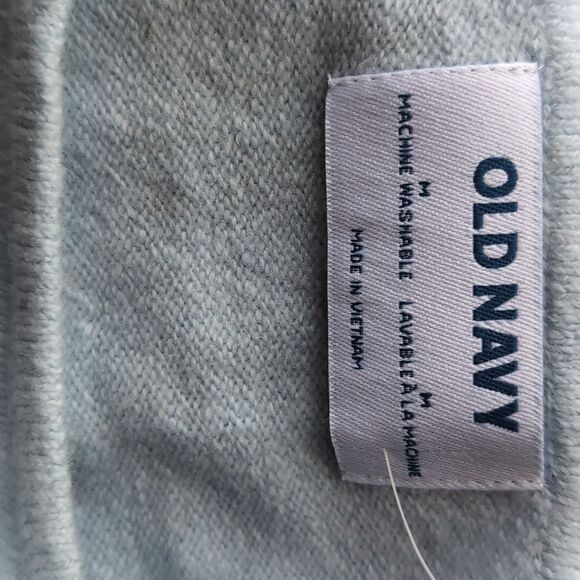 OLD NAVY
M M
MACHINE WASHABLE LAVABLE À LA MACHINE
MADE IN VIETNAM